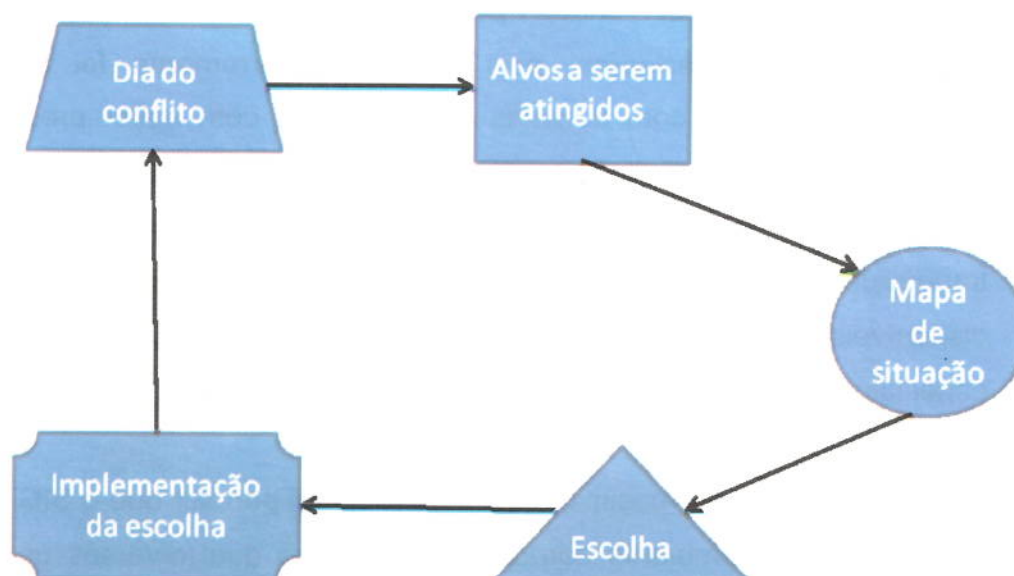 Dia do
conflito
Alvos a serem
atingidos
Mapa
de
situação
Escolha
Implementação
da escolha